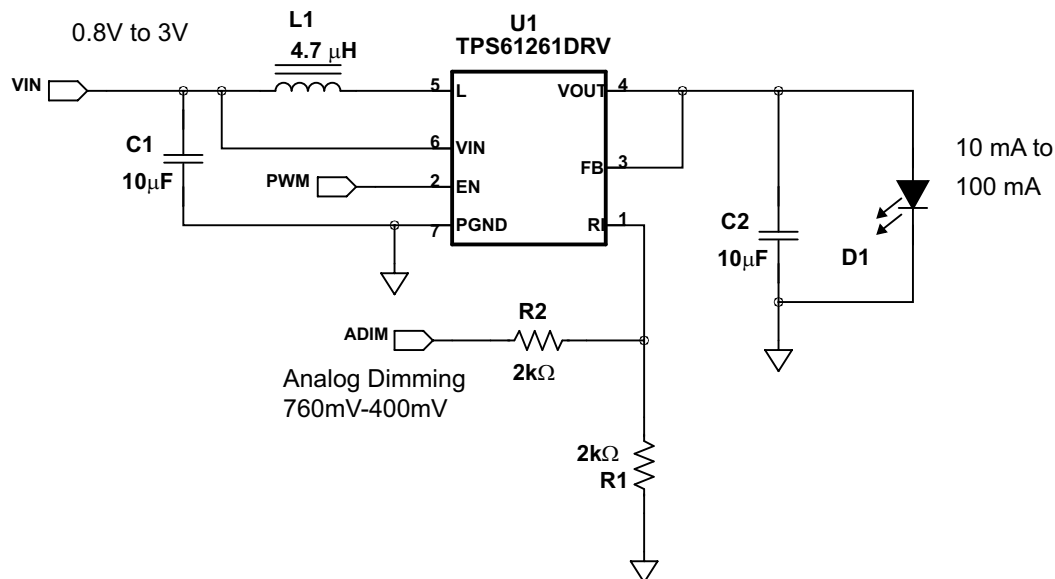 0.8V to 3V
L1
4.7 μH
U1
TPS61261DRV
VIN
5
L
VOUT
4
C1
10μF
6
VIN
FB
3
PWM
2
EN
7
PGND
RI
1
C2
10μF
D1
10 mA to
100 mA
R2
ADIM
2kΩ
Analog Dimming
760mV-400mV
2kΩ
R1